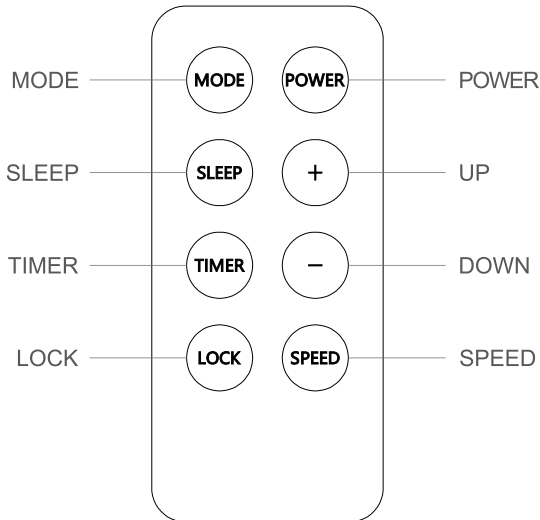 MODE MODE POWER POWER
SLEEP SLEEP + UP
TIMER TIMER − DOWN
LOCK LOCK SPEED SPEED